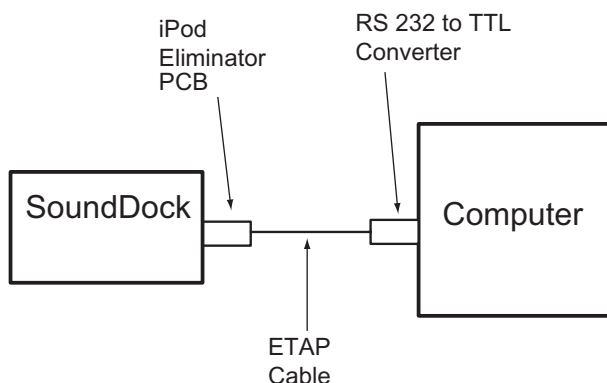 iPod
Eliminator
PCB
RS 232 to TTL
Converter
SoundDock
Computer
ETAP
Cable